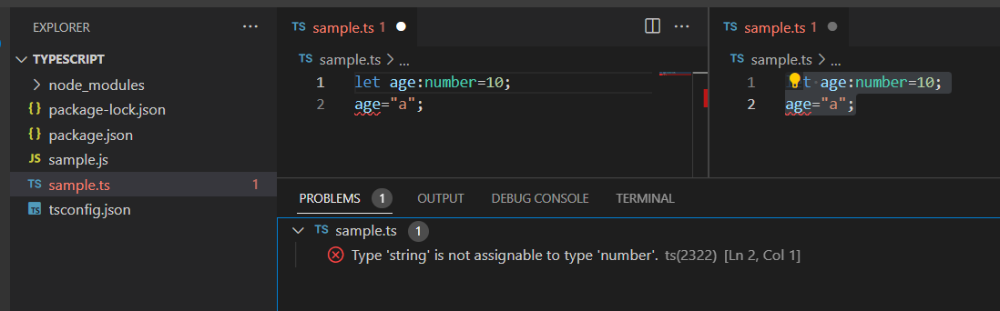 EXPLORER ...
TYPESCRIPT
node_modules
{} package-lock.json
{} package.json
JS sample.js
TS sample.ts 1
TS tsconfig.json
TS sample.ts 1 ...
TS sample.ts > ...
1 let age:number=10;
2 age="a";
TS sample.ts 1
TS sample.ts > ...
1 t age:number=10;
2 age="a";
PROBLEMS 1 OUTPUT DEBUG CONSOLE TERMINAL
TS sample.ts 1
Type 'string' is not assignable to type 'number'. ts(2322) [Ln 2, Col 1]